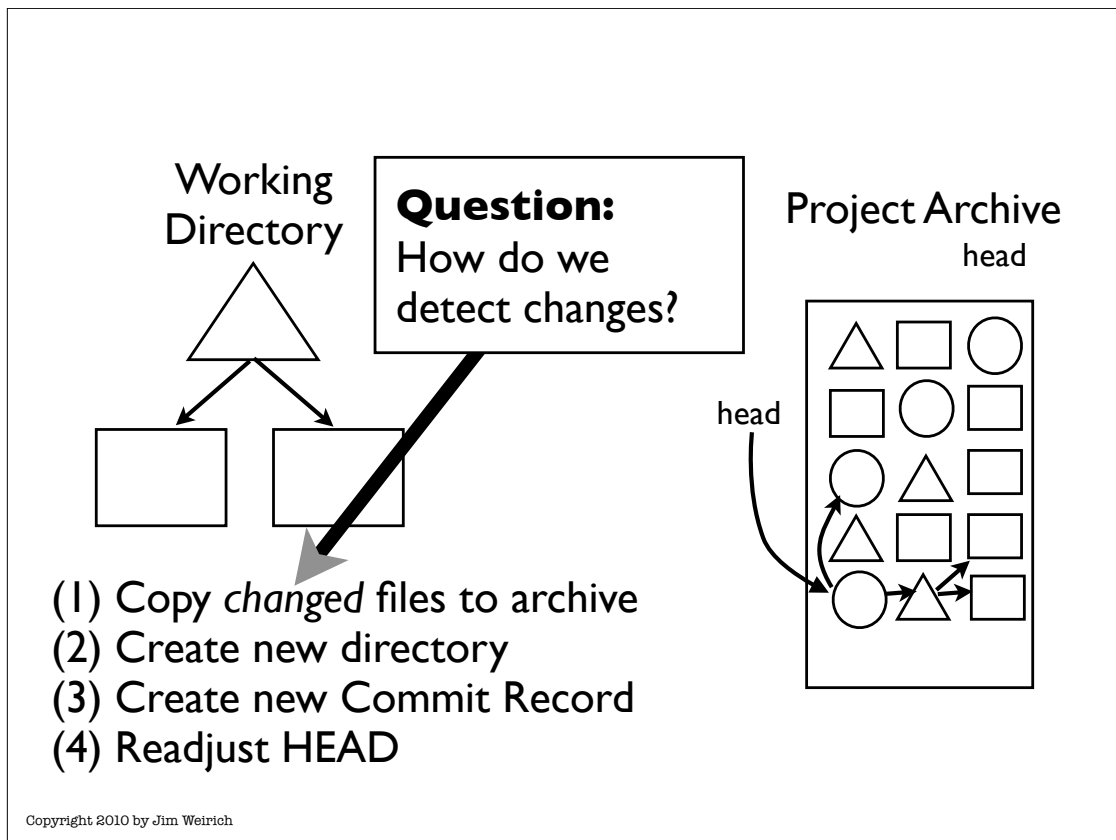 Working
Directory
Question:
How do we
detect changes?
Project Archive
head
head
(1) Copy changed files to archive
(2) Create new directory
(3) Create new Commit Record
(4) Readjust HEAD
Copyright 2010 by Jim Weirich